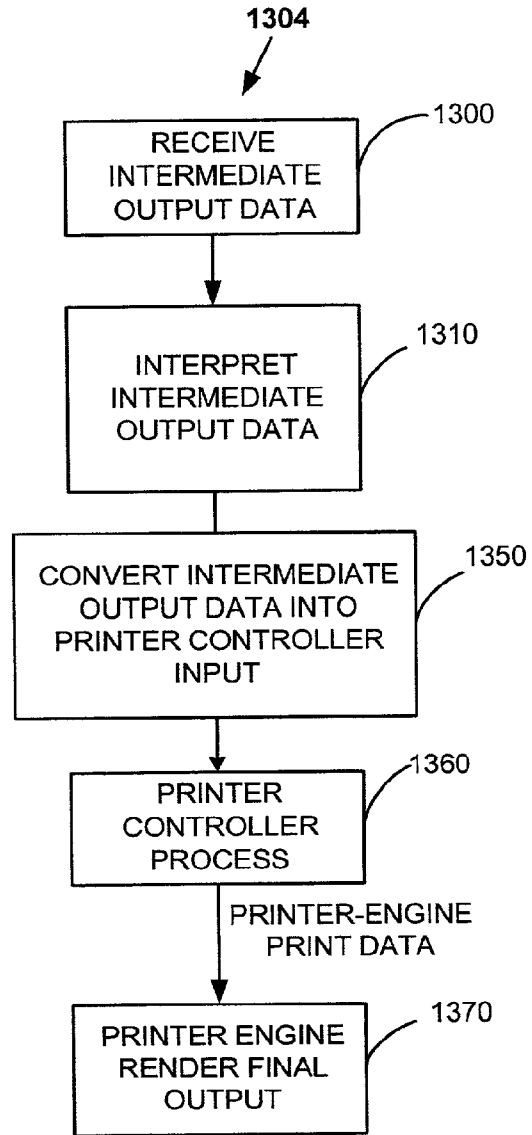 1304
RECEIVE
INTERMEDIATE
OUTPUT DATA
1300
INTERPRET
INTERMEDIATE
OUTPUT DATA
1310
CONVERT INTERMEDIATE
OUTPUT DATA INTO
PRINTER CONTROLLER
INPUT
1350
PRINTER
CONTROLLER
PROCESS
1360
PRINTER-ENGINE
PRINT DATA
PRINTER ENGINE
RENDER FINAL
OUTPUT
1370